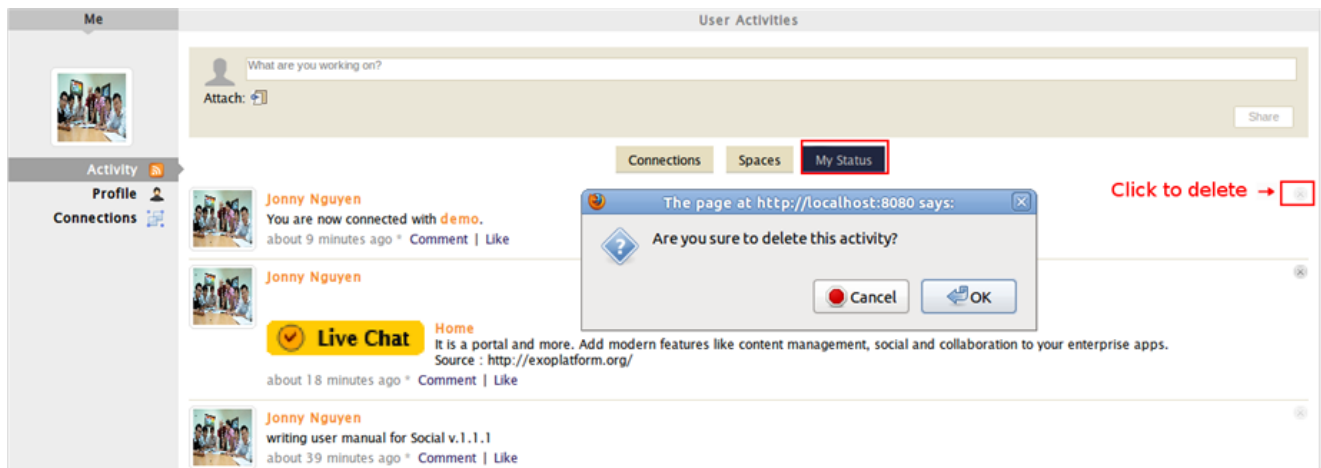 Me
User Activities
What are you working on?
Attach:
Share
Activity
Profile
Connections
Connections Spaces My Status
Click to delete →
Jonny Nguyen
You are now connected with demo.
about 9 minutes ago * Comment | Like
The page at http://localhost:8080 says:
Are you sure to delete this activity?
Cancel OK
Jonny Nguyen
Live Chat
Home
It is a portal and more. Add modern features like content management, social and collaboration to your enterprise apps.
Source : http://exoplatform.org/
about 18 minutes ago * Comment | Like
Jonny Nguyen
writing user manual for Social v.1.1.1
about 39 minutes ago * Comment | Like